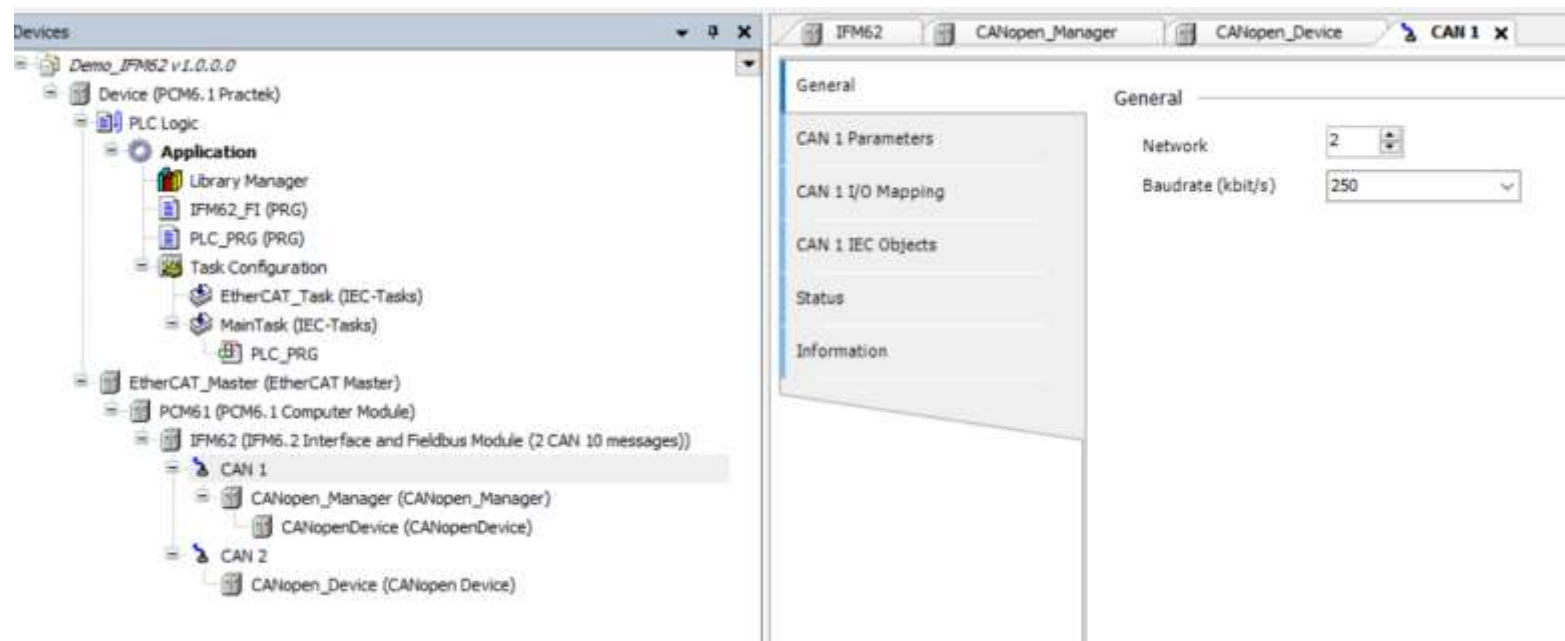 Devices
Demo_IFM62 v1.0.0.0
Device (PCM6.1 Practek)
PLC Logic
Application
Library Manager
IFM62_FI (PRG)
PLC_PRG (PRG)
Task Configuration
EtherCAT_Task (IEC-Tasks)
MainTask (IEC-Tasks)
PLC_PRG
EtherCAT_Master (EtherCAT Master)
PCM61 (PCM6.1 Computer Module)
IFM62 (IFM6.2 Interface and Fieldbus Module (2 CAN 10 messages))
CAN 1
CANopen_Manager (CANopen_Manager)
CANopenDevice (CANopenDevice)
CAN 2
CANopen_Device (CANopen Device)
IFM62 CANopen_Manager CANopen_Device CAN 1
General
CAN 1 Parameters
CAN 1 I/O Mapping
CAN 1 IEC Objects
Status
Information
General
Network 2
Baudrate (kbit/s) 250